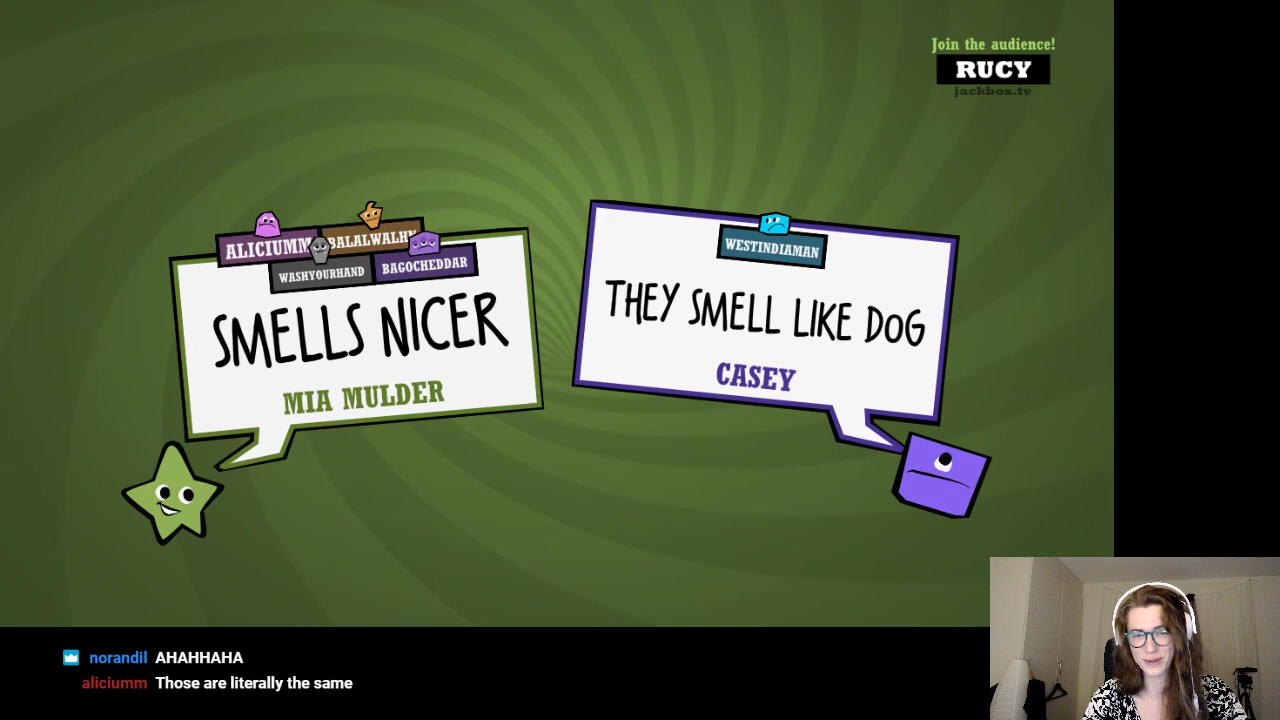 Join the audience!
RUCY
jackbox.tv
ALICIUMM
BALALWALHN
WASHYOURHAND
BAGOCHEDDAR
SMELLS NICER
MIA MULDER
WESTINDIAMAN
THEY SMELL LIKE DOG
CASEY
norandil AHAHHAHA
aliciumm Those are literally the same